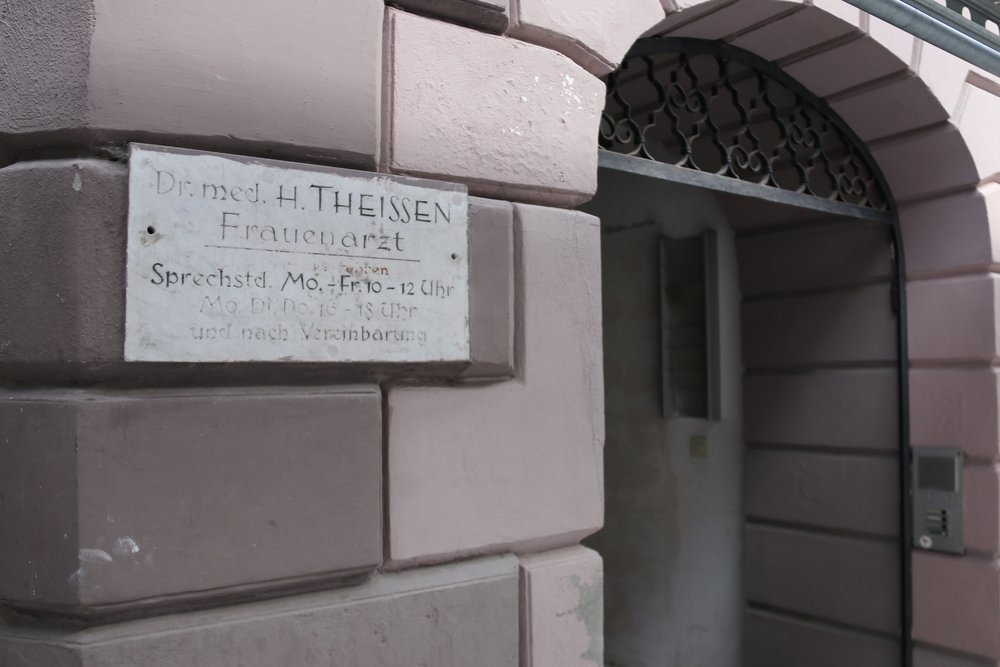 Dr. med. H. THEISSEN
Frauenarzt
Sprechstd. Mo.-Fr. 10-12 Uhr
Mo. Di. Do. 16-18 Uhr
und nach Vereinbarung